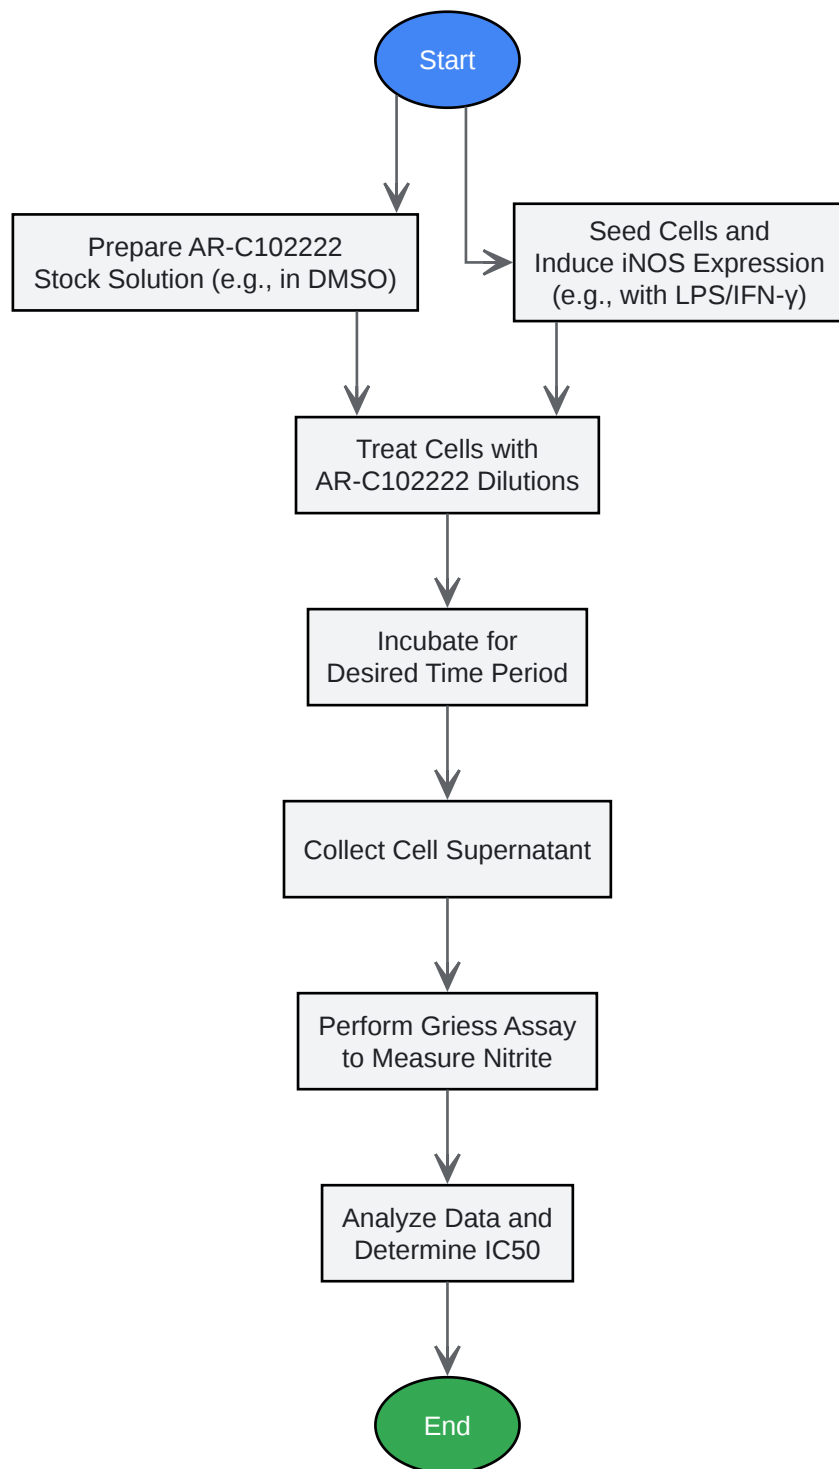 Start
Prepare AR-C102222
Stock Solution (e.g., in DMSO)
Seed Cells and
Induce iNOS Expression
(e.g., with LPS/IFN-γ)
Treat Cells with
AR-C102222 Dilutions
Incubate for
Desired Time Period
Collect Cell Supernatant
Perform Griess Assay
to Measure Nitrite
Analyze Data and
Determine IC50
End